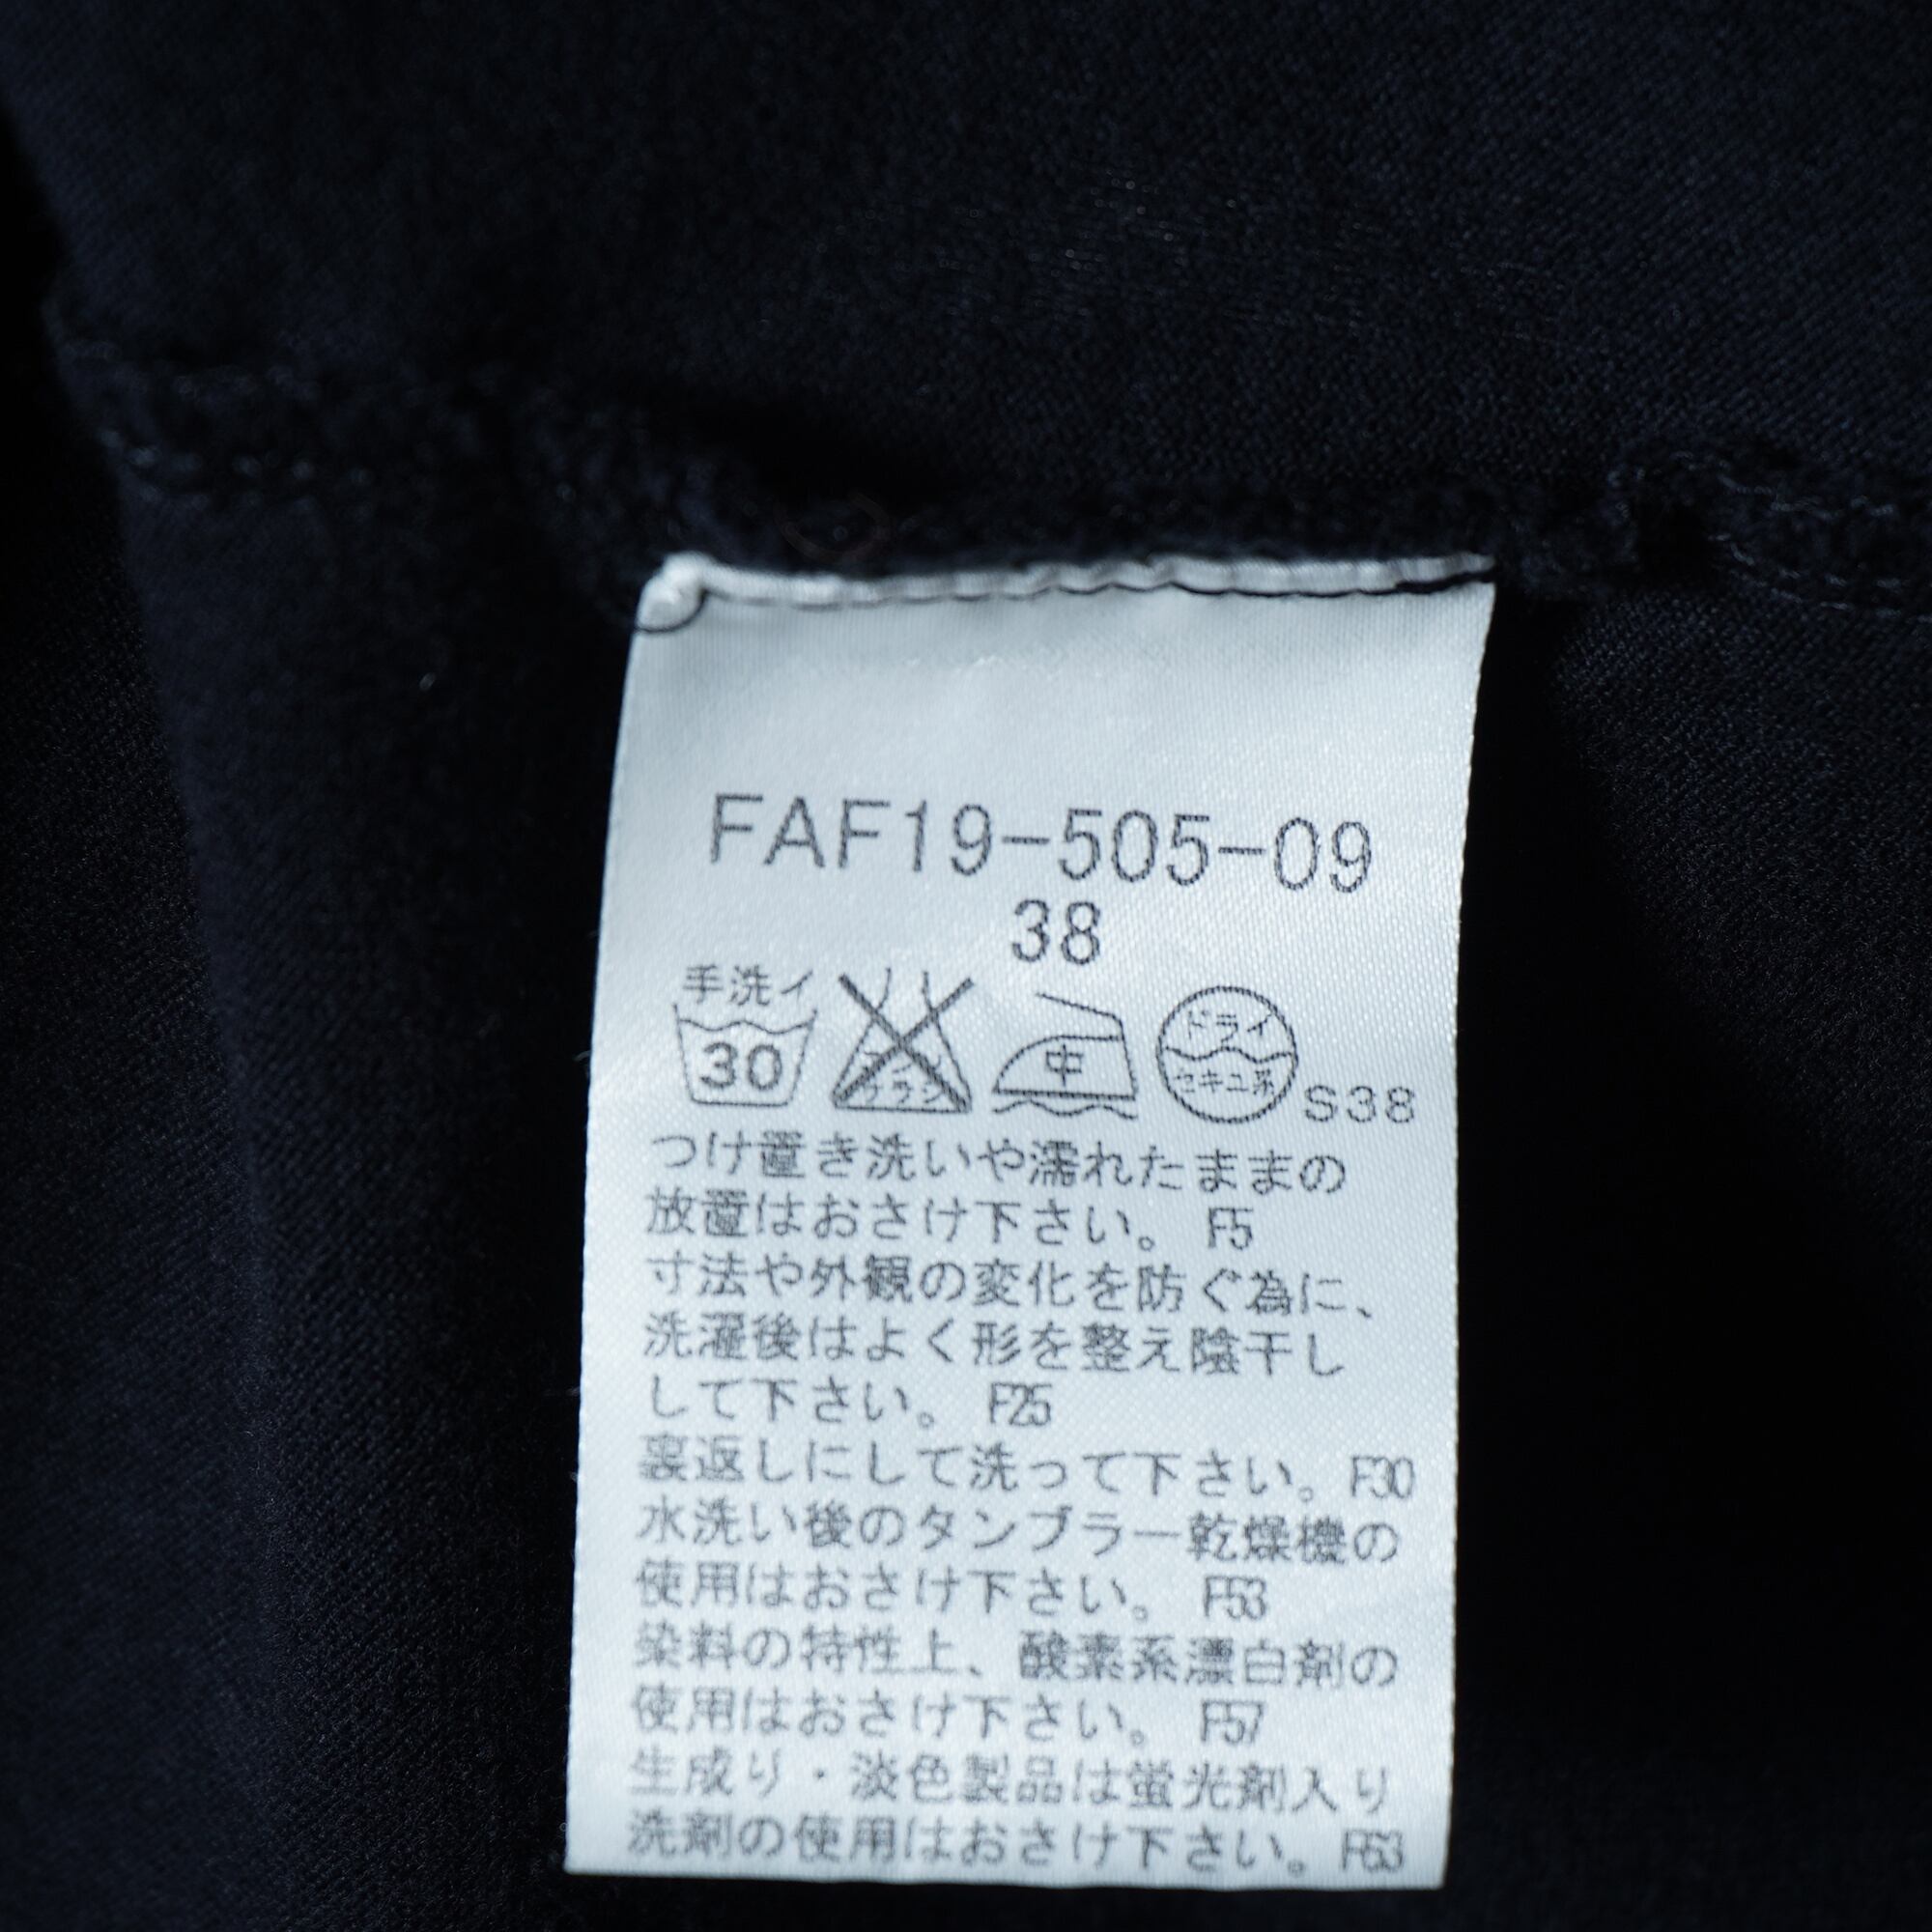 FAF19-505-09
38
手洗イ
30
エンソ
サラシ
中
ドライ
セキユ系
S38
つけ置き洗いや濡れたままの
放置はおさけ下さい。 F5
寸法や外観の変化を防ぐ為に、
洗濯後はよく形を整え陰干し
して下さい。 F25
裏返しにして洗って下さい。F30
水洗い後のタンブラー乾燥機の
使用はおさけ下さい。 F53
染料の特性上、酸素系漂白剤の
使用はおさけ下さい。 F57
生成り・淡色製品は蛍光剤入り
洗剤の使用はおさけ下さい。F63